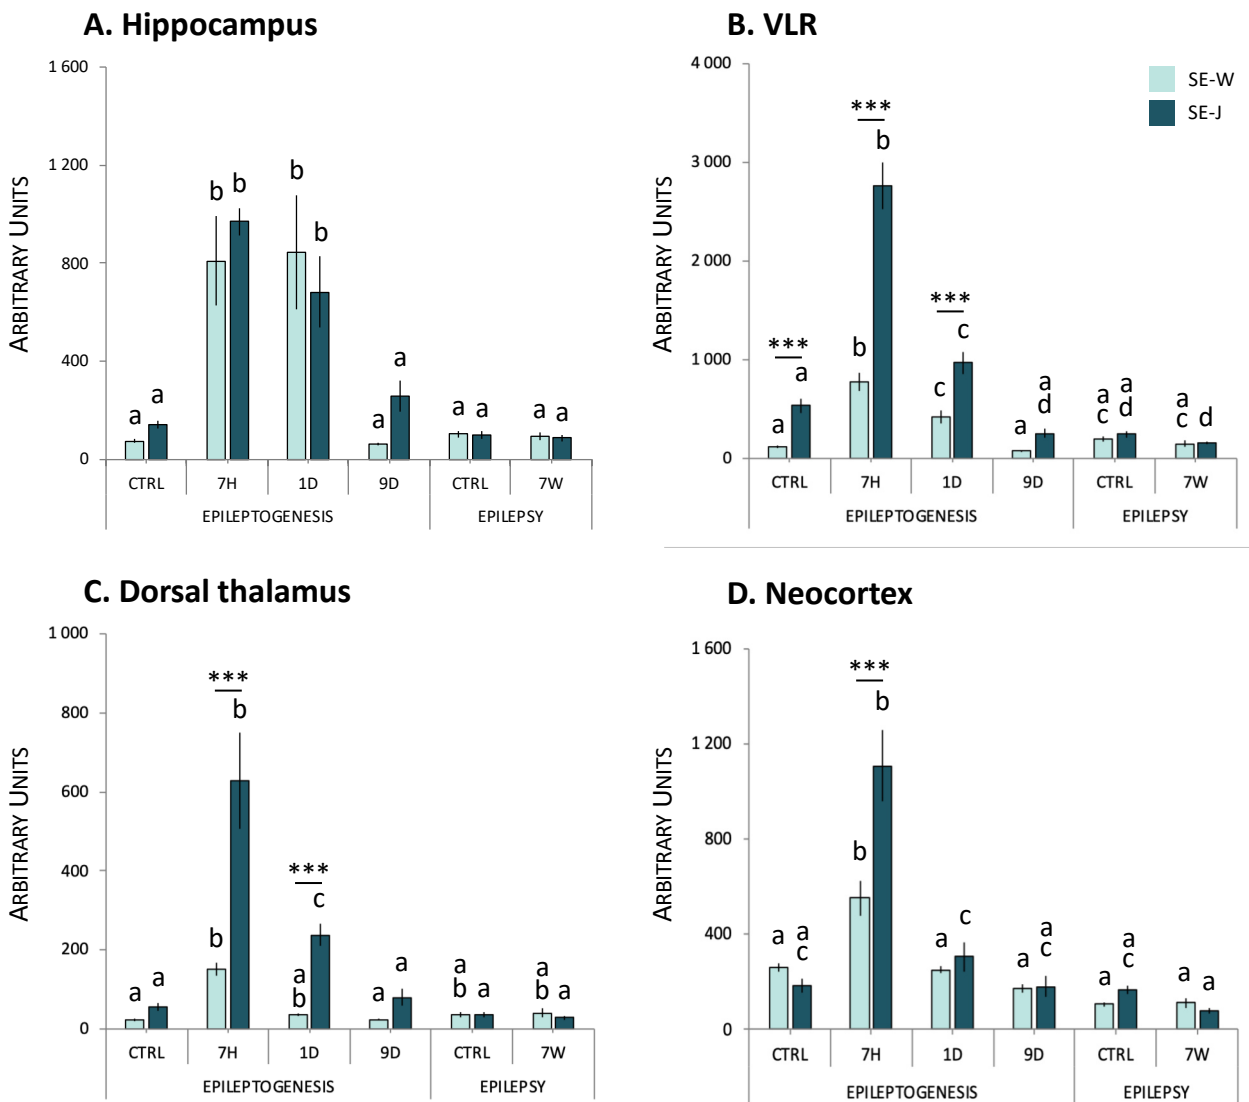 A. Hippocampus
1 600
1 200
800
400
0
ARBITRARY UNITS
a a b b b b a a a a a a
CTRL 7H 1D 9D CTRL 7W
EPILEPTOGENESIS EPILEPSY
B. VLR
SE-W
SE-J
4 000
3 000
2 000
1 000
0
ARBITRARY UNITS
*** *** ***
a a b b c c a a d a c a d a c d
CTRL 7H 1D 9D CTRL 7W
EPILEPTOGENESIS EPILEPSY
C. Dorsal thalamus
1 000
800
600
400
200
0
ARBITRARY UNITS
*** ***
a a b b a b c a a a b a a b a
CTRL 7H 1D 9D CTRL 7W
EPILEPTOGENESIS EPILEPSY
D. Neocortex
1 600
1 200
800
400
0
ARBITRARY UNITS
***
a a c b b a c a a c a a c a a
CTRL 7H 1D 9D CTRL 7W
EPILEPTOGENESIS EPILEPSY